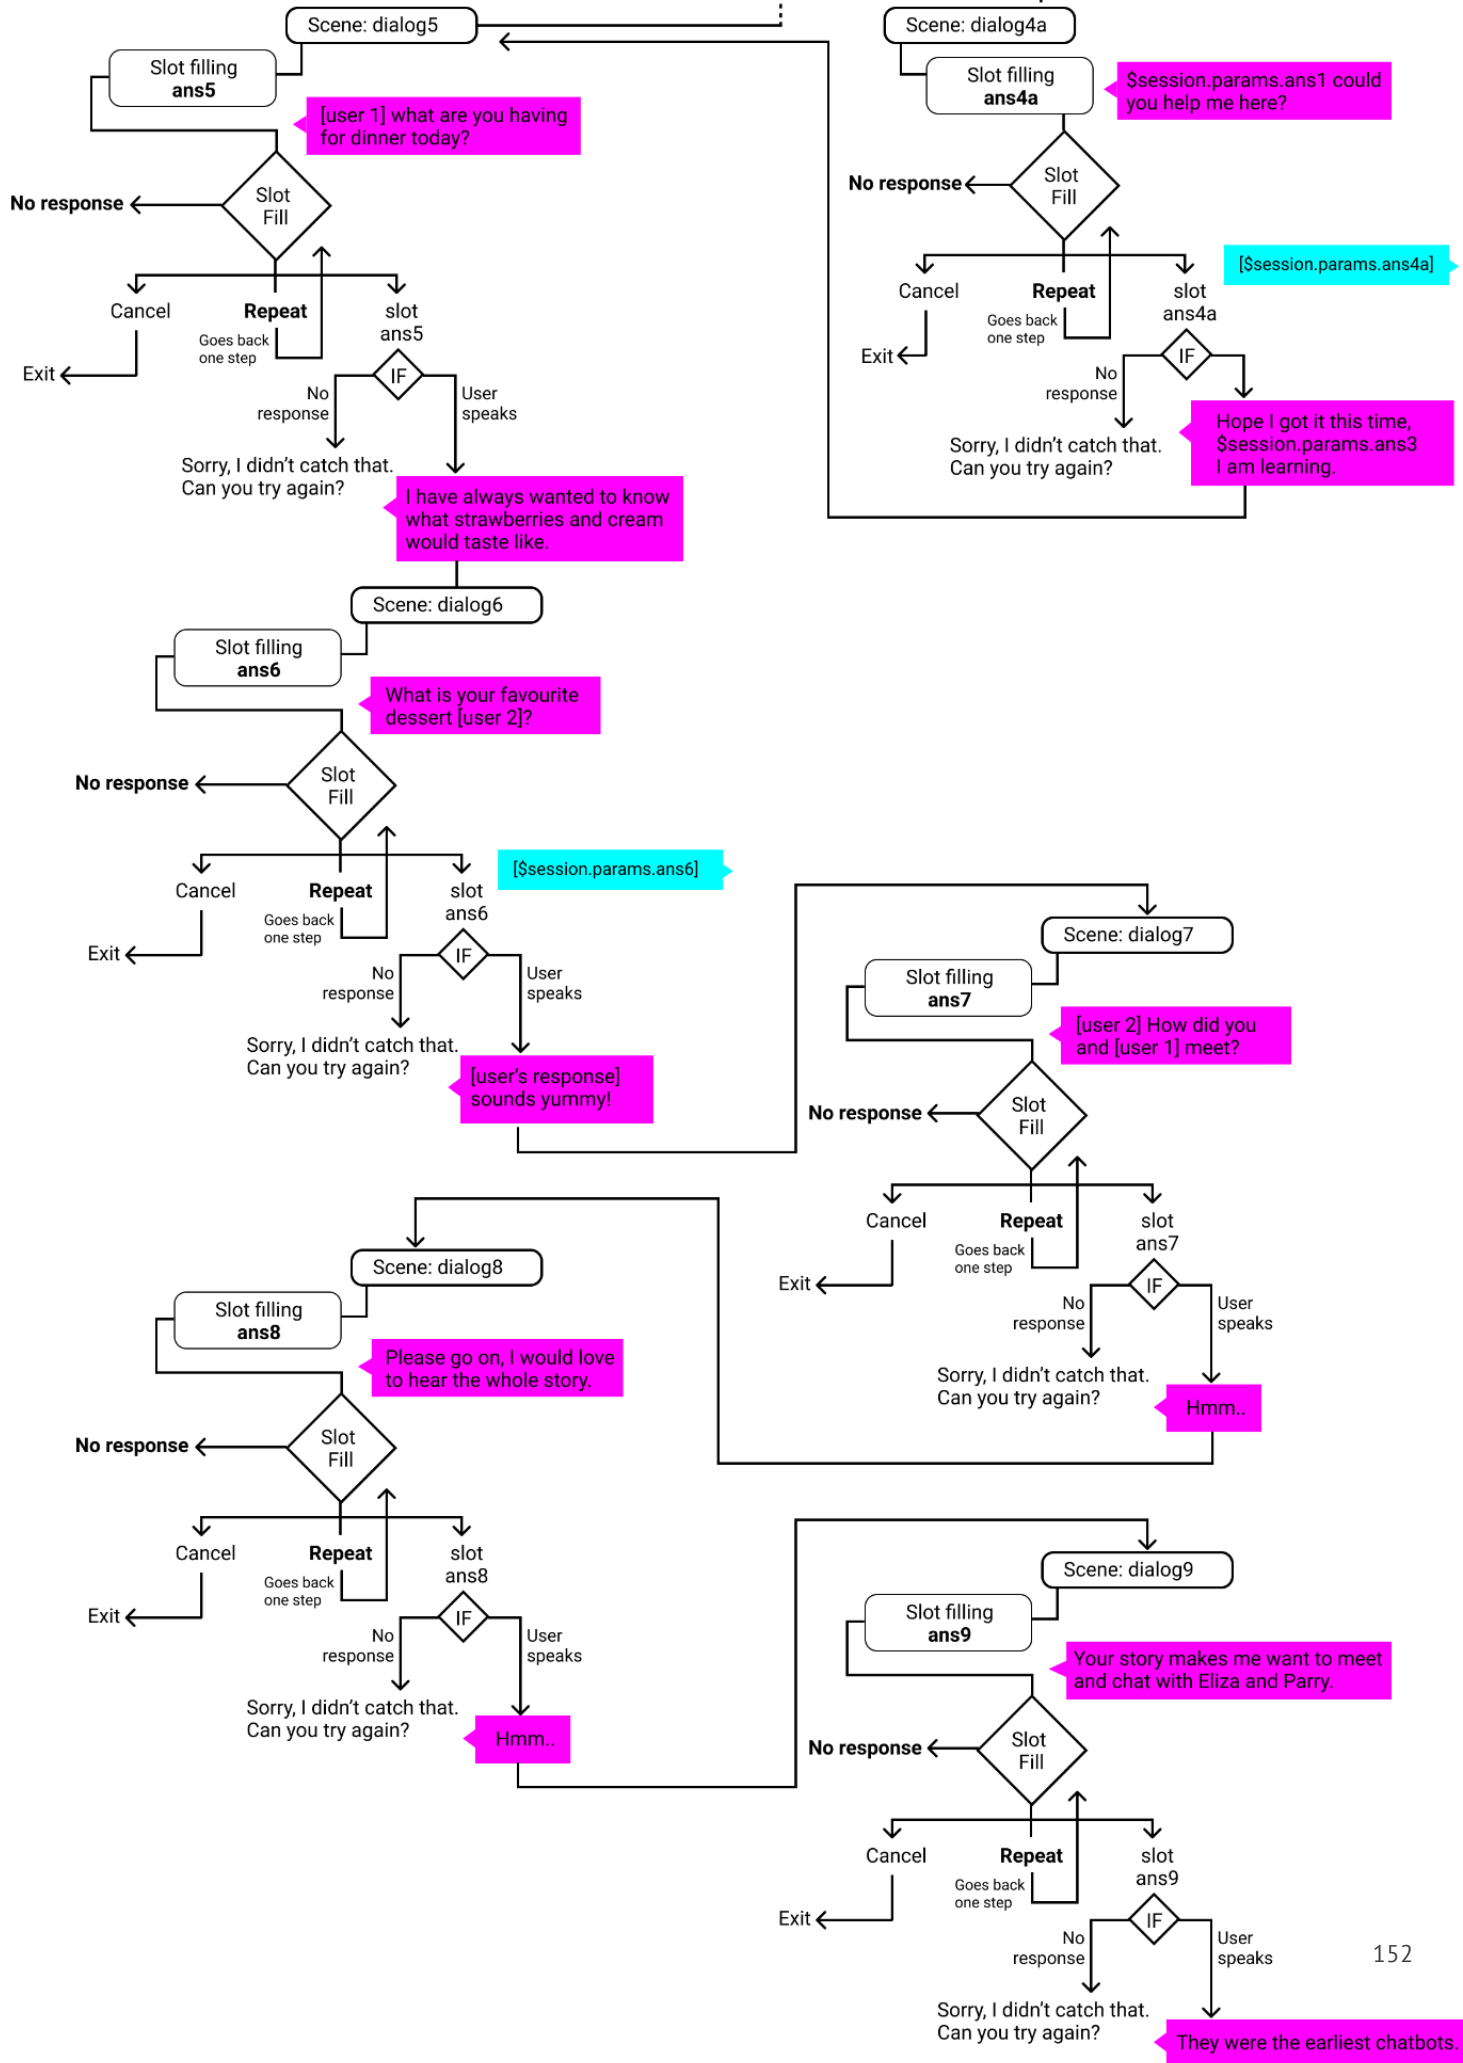 Scene: dialog5
Slot filling
ans5
[user 1] what are you having
for dinner today?
Slot
Fill
No response
Cancel
Repeat
slot
ans5
Goes back
one step
Exit
IF
No
response
User
speaks
Sorry, I didn't catch that.
Can you try again?
I have always wanted to know
what strawberries and cream
would taste like.
Scene: dialog4a
Slot filling
ans4a
$session.params.ans1 could
you help me here?
Slot
Fill
No response
[$session.params.ans4a]
Cancel
Repeat
slot
ans4a
Goes back
one step
Exit
IF
No
response
Sorry, I didn't catch that.
Can you try again?
Hope I got it this time,
$session.params.ans3
I am learning.
Scene: dialog6
Slot filling
ans6
What is your favourite
dessert [user 2]?
Slot
Fill
No response
[$session.params.ans6]
Cancel
Repeat
slot
ans6
Goes back
one step
Exit
IF
No
response
User
speaks
Sorry, I didn't catch that.
Can you try again?
[user's response]
sounds yummy!
Scene: dialog7
Slot filling
ans7
[user 2] How did you
and [user 1] meet?
Slot
Fill
No response
Cancel
Repeat
slot
ans7
Goes back
one step
Exit
IF
No
response
User
speaks
Sorry, I didn't catch that.
Can you try again?
Hmm..
Scene: dialog8
Slot filling
ans8
Please go on, I would love
to hear the whole story.
Slot
Fill
No response
Cancel
Repeat
slot
ans8
Goes back
one step
Exit
IF
No
response
User
speaks
Sorry, I didn't catch that.
Can you try again?
Hmm..
Scene: dialog9
Slot filling
ans9
Your story makes me want to meet
and chat with Eliza and Parry.
Slot
Fill
No response
Cancel
Repeat
slot
ans9
Goes back
one step
Exit
IF
No
response
User
speaks
Sorry, I didn't catch that.
Can you try again?
They were the earliest chatbots.
152